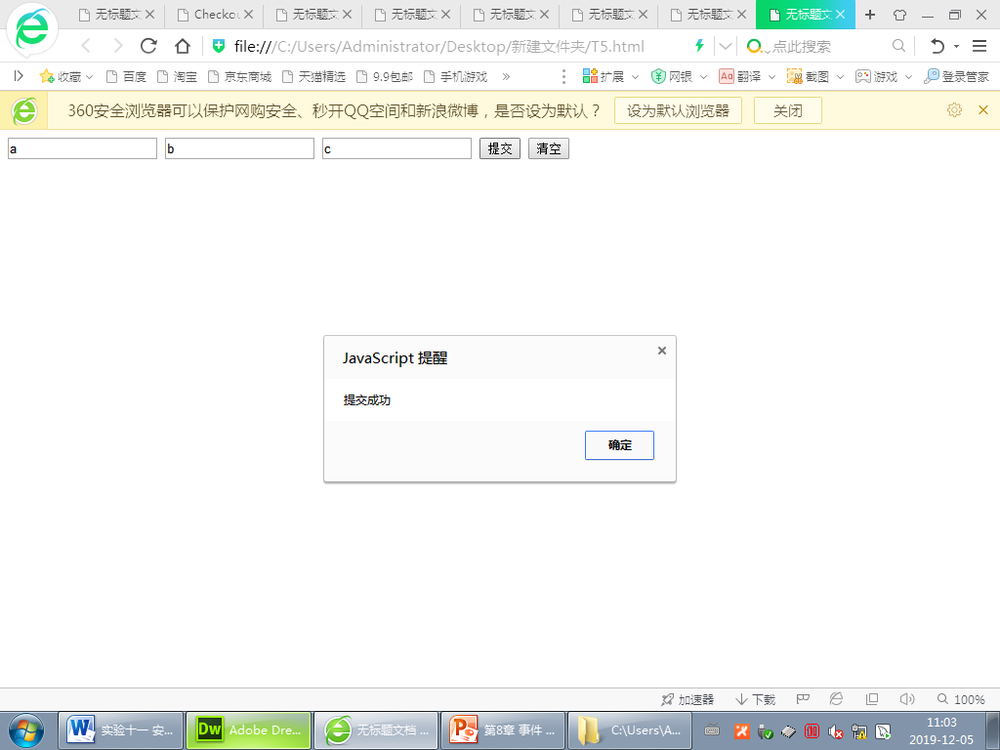 无标题文 Checkou 无标题文 无标题文 无标题文 无标题文 无标题文 无标题文
file:///C:/Users/Administrator/Desktop/新建文件夹/T5.html 点此搜索
收藏 百度 淘宝 京东商城 天猫精选 9.9包邮 手机游戏 » 扩展 网银 Aa 翻译 截图 游戏 登录管家
360安全浏览器可以保护网购安全、秒开QQ空间和新浪微博，是否设为默认？ 设为默认浏览器 关闭
a b c 提交 清空
JavaScript 提醒
提交成功
确定
加速器 下载 100%
实验十一 安... Dw Adobe Dre... 无标题文档 ... 第8章 事件 ... C:\Users\A...
11:03
2019-12-05